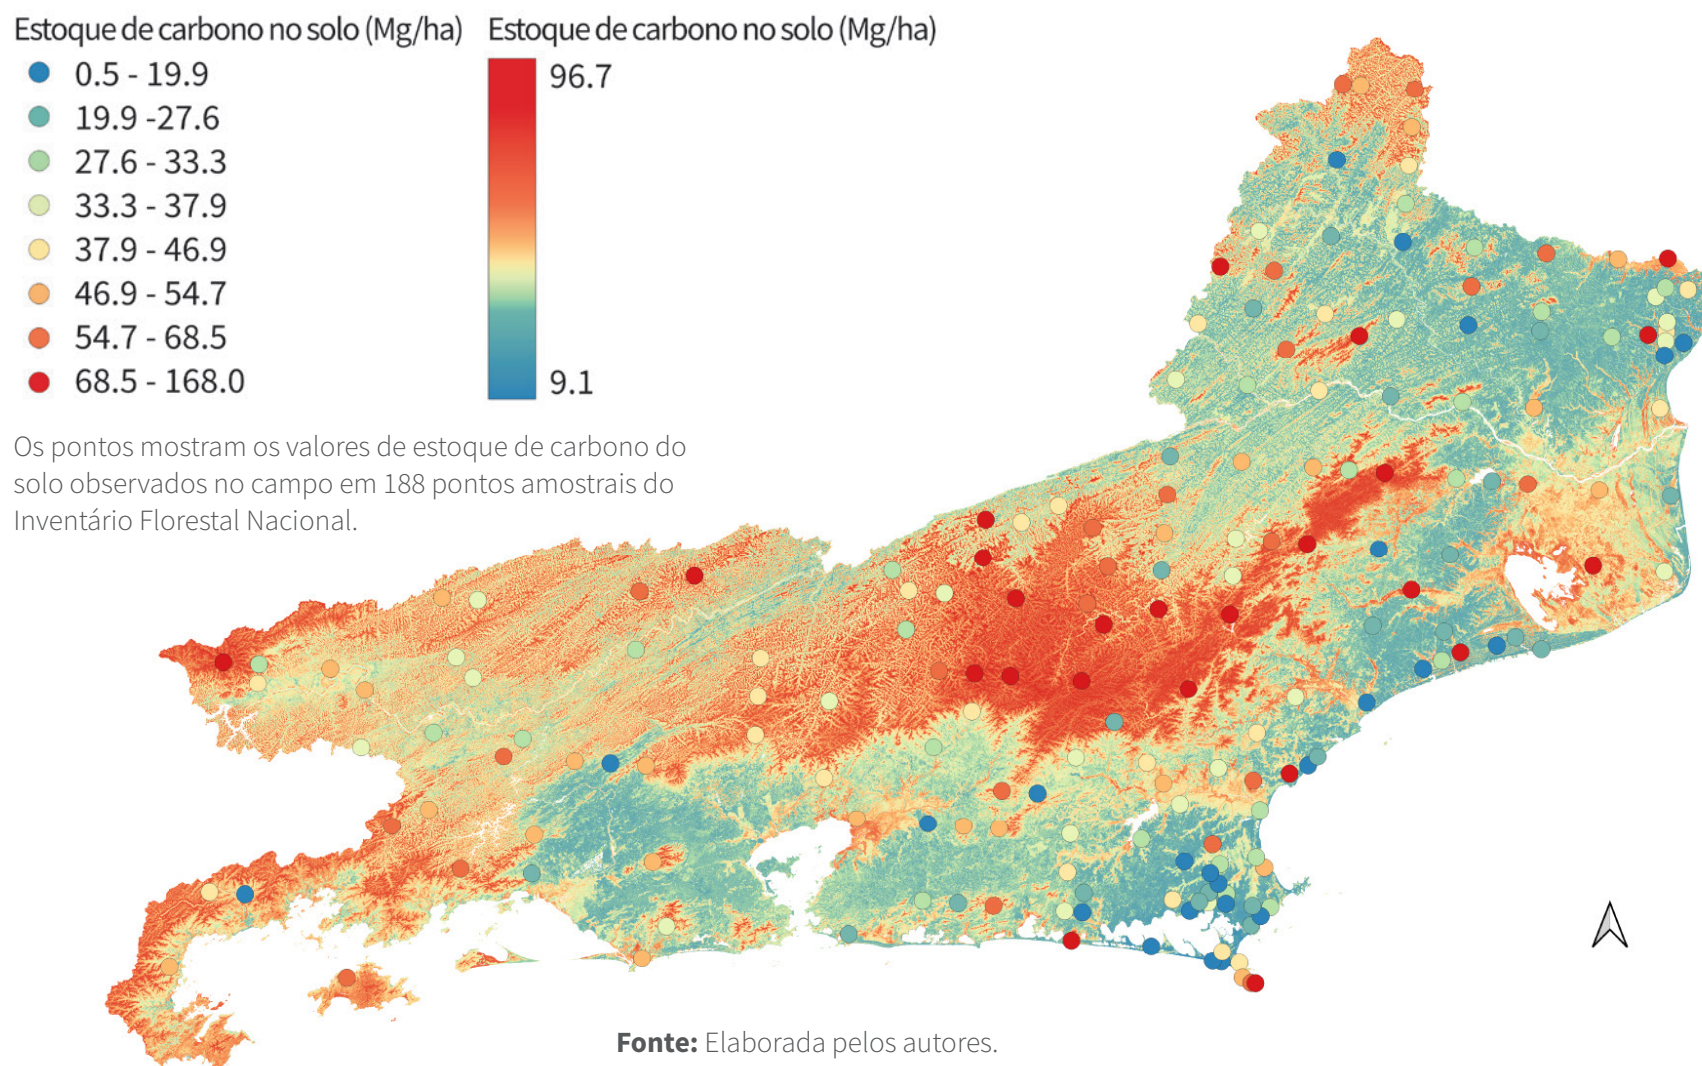 Estoque de carbono no solo (Mg/ha)
0.5 - 19.9
19.9 -27.6
27.6 - 33.3
33.3 - 37.9
37.9 - 46.9
46.9 - 54.7
54.7 - 68.5
68.5 - 168.0
Estoque de carbono no solo (Mg/ha)
96.7
9.1
Os pontos mostram os valores de estoque de carbono do
solo observados no campo em 188 pontos amostrais do
Inventário Florestal Nacional.
Fonte: Elaborada pelos autores.